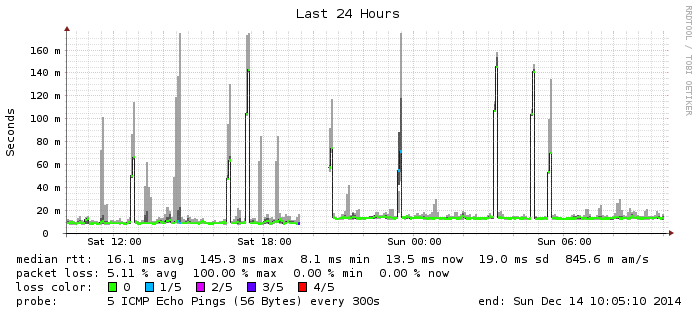 Last 24 Hours
RRDTOOL / TOBI OETIKER
Seconds
160 m
140 m
120 m
100 m
80 m
60 m
40 m
20 m
0
Sat 12:00 Sat 18:00 Sun 00:00 Sun 06:00
median rtt: 16.1 ms avg 145.3 ms max 8.1 ms min 13.5 ms now 19.0 ms sd 845.6 m am/s
packet loss: 5.11 % avg 100.00 % max 0.00 % min 0.00 % now
loss color: 0 1/5 2/5 3/5 4/5
probe: 5 ICMP Echo Pings (56 Bytes) every 300s end: Sun Dec 14 10:05:10 2014